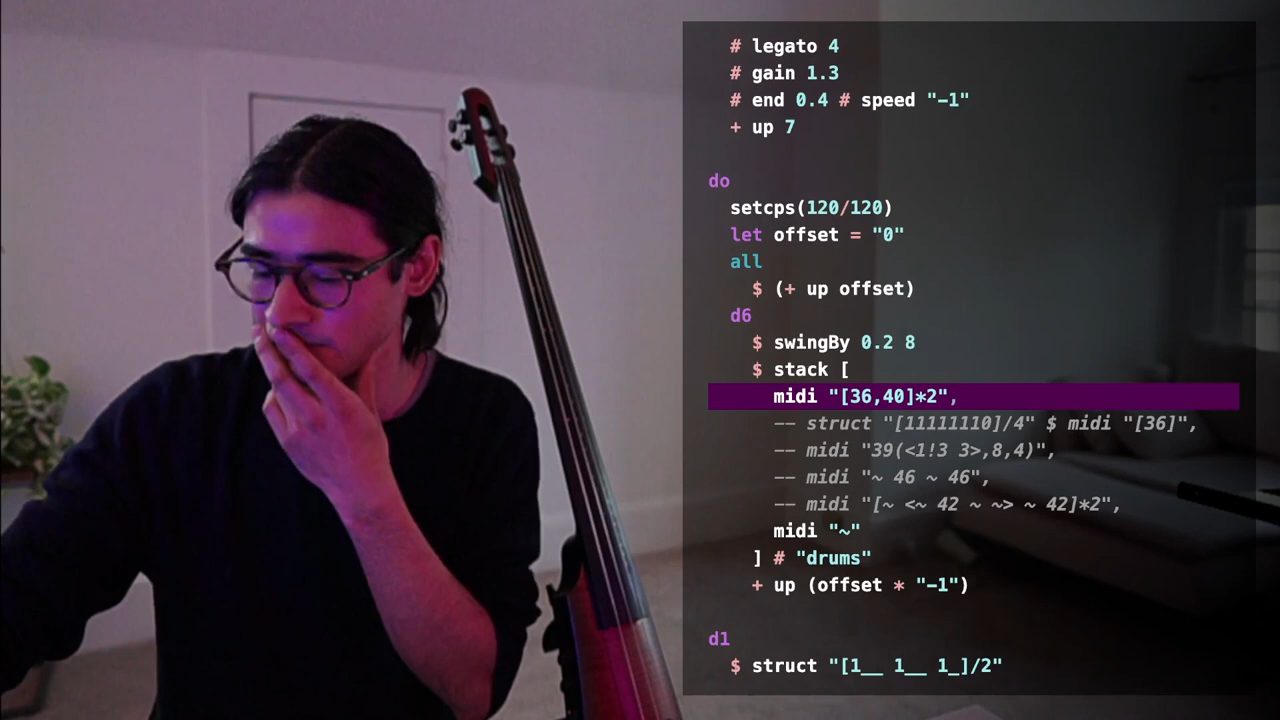 # legato 4
# gain 1.3
# end 0.4 # speed "-1"
+ up 7
do
setcps(120/120)
let offset = "0"
all
$ (+ up offset)
d6
$ swingBy 0.2 8
$ stack [
midi "[36,40]*2",
-- struct "[11111110]/4" $ midi "[36]",
-- midi "39(<1!3 3>,8,4)",
-- midi "~ 46 ~ 46",
-- midi "[~ <~ 42 ~ ~> ~ 42]*2",
midi "~"
] # "drums"
+ up (offset * "-1")
d1
$ struct "[1__ 1__ 1_]/2"